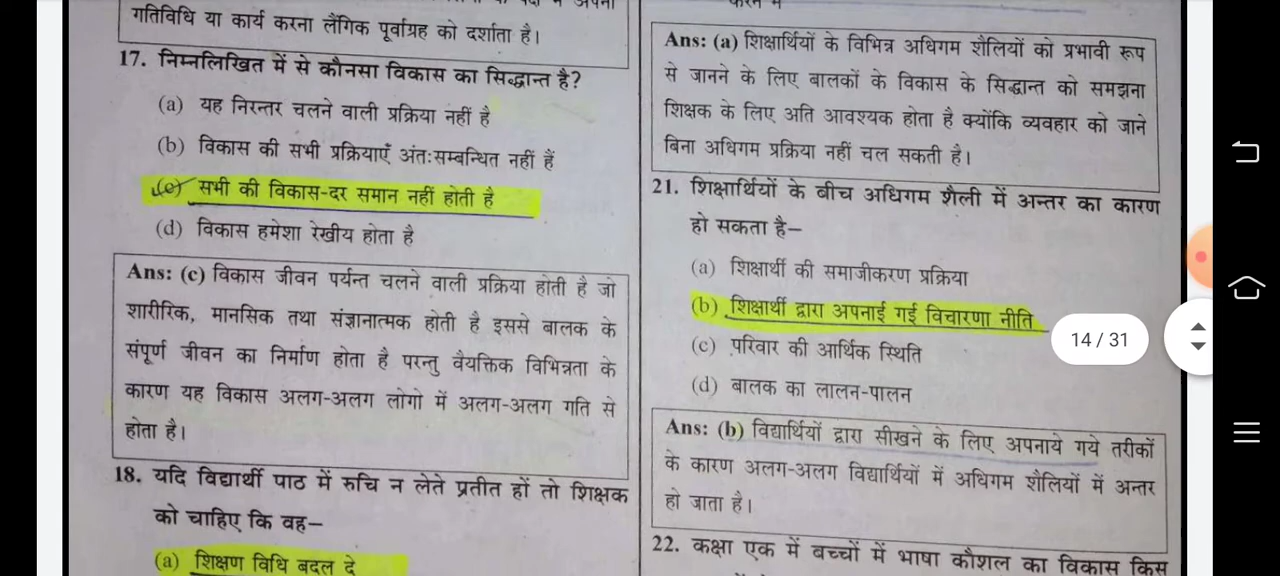 गतिविधि या कार्य करना लैंगिक पूर्वाग्रह को दर्शाता है।
17. निम्नलिखित में से कौनसा विकास का सिद्धान्त है?
(a) यह निरन्तर चलने वाली प्रक्रिया नहीं है
(b) विकास की सभी प्रक्रियाएँ अंतःसम्बन्धित नहीं हैं
(c) सभी की विकास-दर समान नहीं होती है
(d) विकास हमेशा रेखीय होता है
Ans: (c) विकास जीवन पर्यन्त चलने वाली प्रक्रिया होती है जो
शारीरिक, मानसिक तथा संज्ञानात्मक होती है इससे बालक के
संपूर्ण जीवन का निर्माण होता है परन्तु वैयक्तिक विभिन्नता के
कारण यह विकास अलग-अलग लोगो में अलग-अलग गति से
होता है।
18. यदि विद्यार्थी पाठ में रुचि न लेते प्रतीत हों तो शिक्षक
को चाहिए कि वह–
(a) शिक्षण विधि बदल दे
Ans: (a) शिक्षार्थियों के विभिन्न अधिगम शैलियों को प्रभावी रूप
से जानने के लिए बालकों के विकास के सिद्धान्त को समझना
शिक्षक के लिए अति आवश्यक होता है क्योंकि व्यवहार को जाने
बिना अधिगम प्रक्रिया नहीं चल सकती है।
21. शिक्षार्थियों के बीच अधिगम शैली में अन्तर का कारण
हो सकता है–
(a) शिक्षार्थी की समाजीकरण प्रक्रिया
(b) शिक्षार्थी द्वारा अपनाई गई विचारणा नीति
(c) परिवार की आर्थिक स्थिति
(d) बालक का लालन-पालन
Ans: (b) विद्यार्थियों द्वारा सीखने के लिए अपनाये गये तरीकों
के कारण अलग-अलग विद्यार्थियों में अधिगम शैलियों में अन्तर
हो जाता है।
22. कक्षा एक में बच्चों में भाषा कौशल का विकास किस
14 / 31